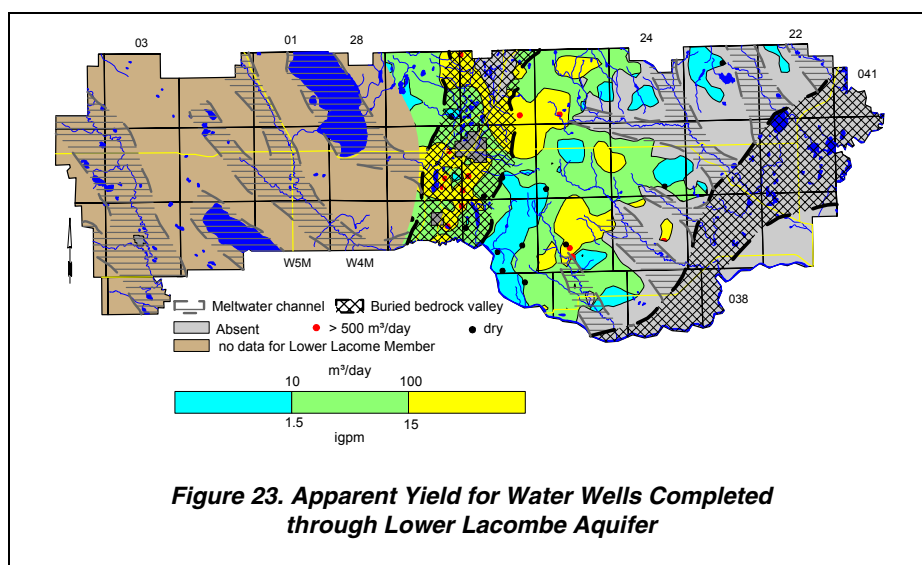 03 01 28 24 22
041
W5M W4M
038
Meltwater channel Buried bedrock valley
Absent > 500 m³/day dry
no data for Lower Lacome Member
m³/day
10 100
1.5 15
igpm
Figure 23. Apparent Yield for Water Wells Completed
through Lower Lacombe Aquifer